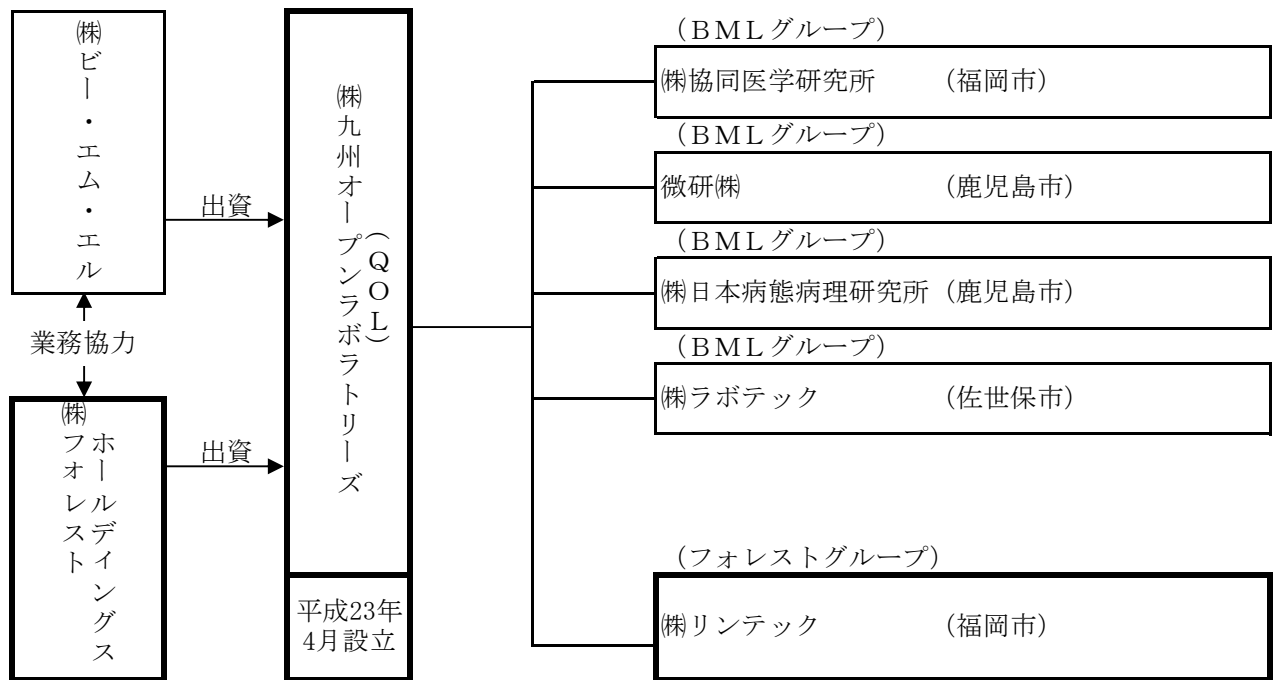 ㈱ビー・エム・エル
業務協力
㈱フォレスト
ホールディングス
出資
出資
㈱九州オープンラボラトリーズ
（ＱＯＬ）
平成23年
4月設立
（ＢＭＬグループ）
㈱協同医学研究所　　（福岡市）
（ＢＭＬグループ）
微研㈱　　（鹿児島市）
（ＢＭＬグループ）
㈱日本病態病理研究所（鹿児島市）
（ＢＭＬグループ）
㈱ラボテック　　（佐世保市）
（フォレストグループ）
㈱リンテック　　（福岡市）